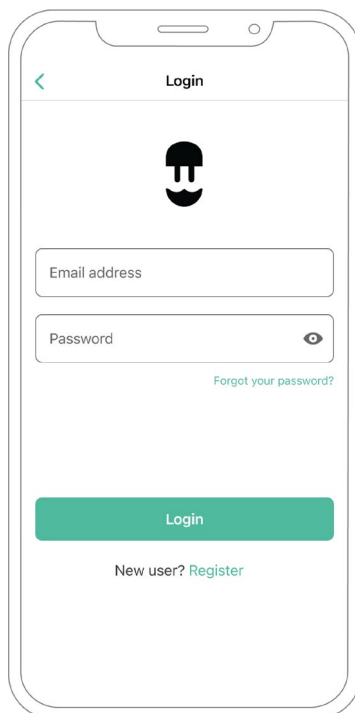 Login
Email address
Password
Forgot your password?
Login
New user? Register